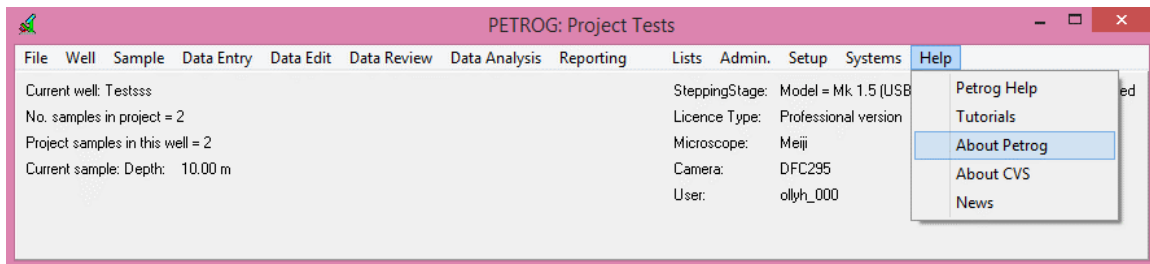 PETROG: Project Tests
File Well Sample Data Entry Data Edit Data Review Data Analysis Reporting Lists Admin. Setup Systems Help
Current well: Testsss
No. samples in project = 2
Project samples in this well = 2
Current sample: Depth: 10.00 m
SteppingStage: Model = Mk 1.5 (USB
Licence Type: Professional version
Microscope: Meiji
Camera: DFC295
User: ollyh_000
Petrog Help
Tutorials
About Petrog
About CVS
News
ed